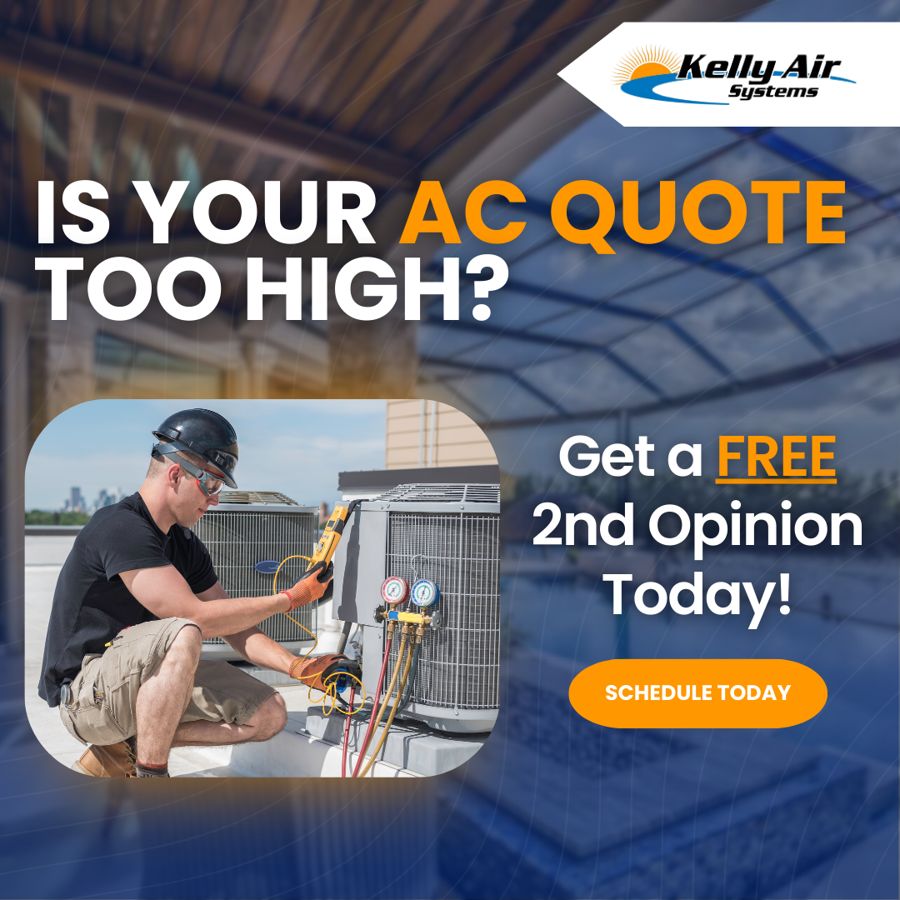 Kelly Air
Systems
IS YOUR AC QUOTE
TOO HIGH?
Get a FREE
2nd Opinion
Today!
SCHEDULE TODAY